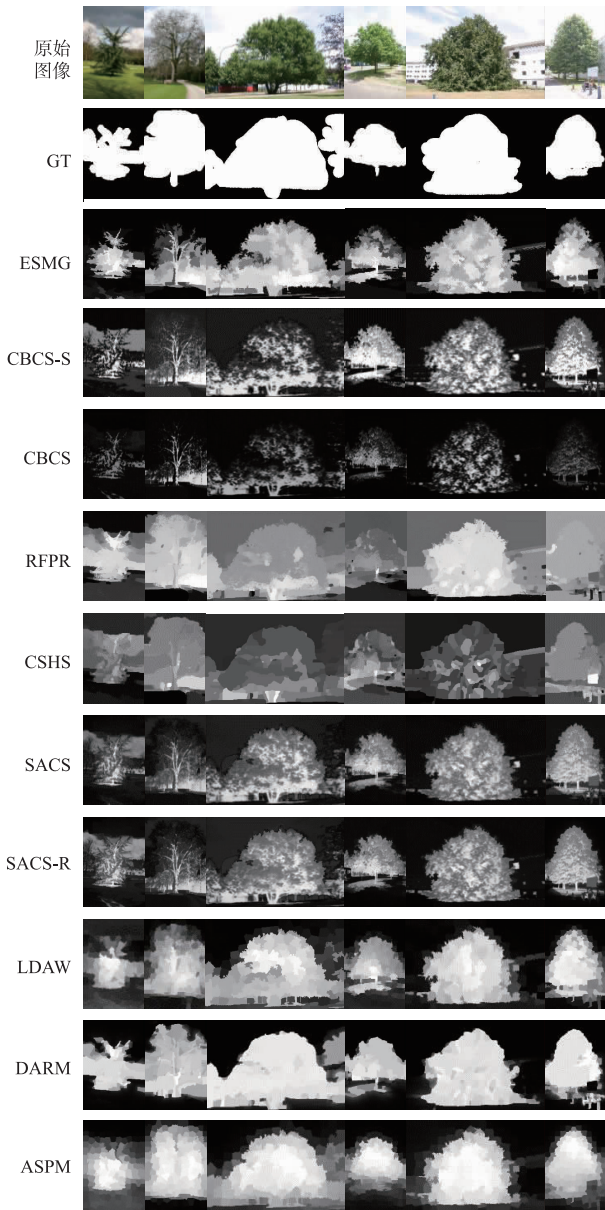 原始
图像
GT
ESMG
CBCS-S
CBCS
RFPR
CSHS
SACS
SACS-R
LDAW
DARM
ASPM